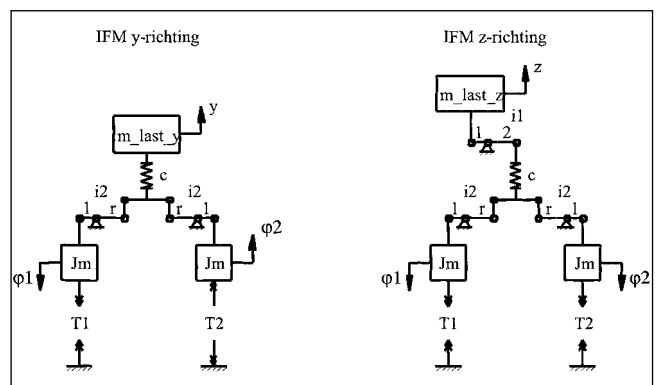 IFM y-richting
y
m_last_y
c
i2 i2
1 r r 1
Jm Jm
φ1 φ2
T1 T2
IFM z-richting
z
m_last_z
i1
1 2
c
i2 i2
1 r r 1
Jm Jm
φ1 φ2
T1 T2